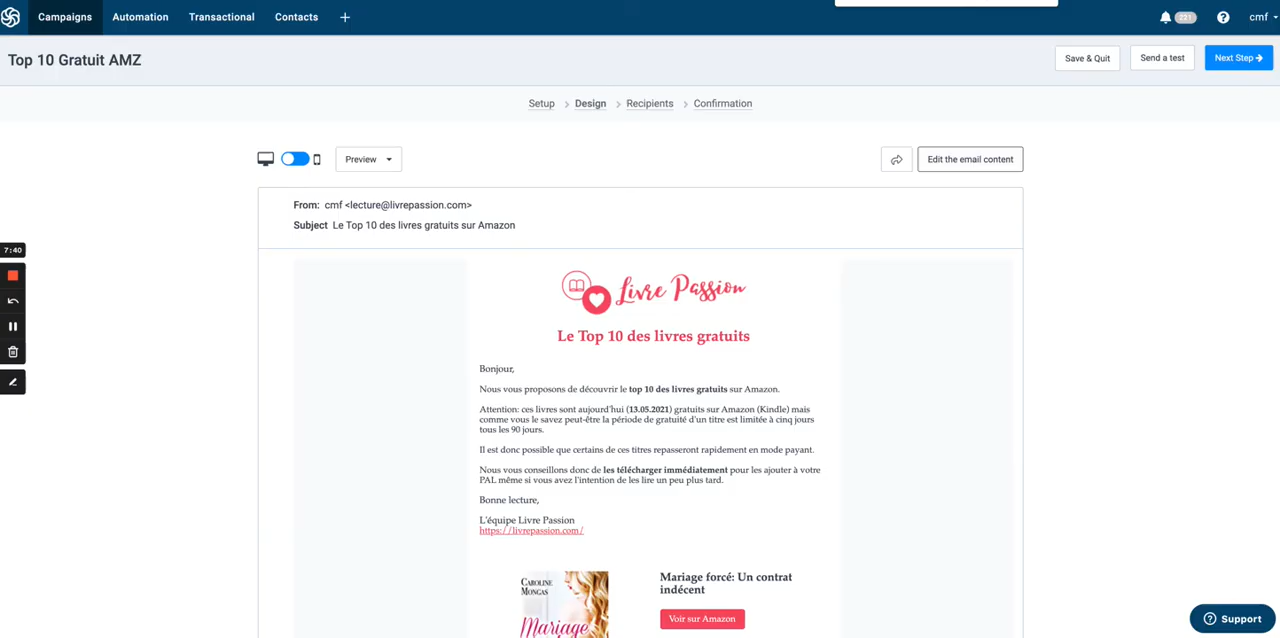 Campaigns Automation Transactional Contacts 221 cmf
Top 10 Gratuit AMZ
Save & Quit Send a test Next Step
Setup Design Recipients Confirmation
Preview Edit the email content
From: cmf <lecture@livrepassion.com>
Subject Le Top 10 des livres gratuits sur Amazon
7:40
Livre Passion
Le Top 10 des livres gratuits
Bonjour,
Nous vous proposons de découvrir le top 10 des livres gratuits sur Amazon.
Attention: ces livres sont aujourd'hui (13.05.2021) gratuits sur Amazon (Kindle) mais
comme vous le savez peut-être la période de gratuité d'un titre est limitée à cinq jours
tous les 90 jours.
Il est donc possible que certains de ces titres repasseront rapidement en mode payant.
Nous vous conseillons donc de les télécharger immédiatement pour les ajouter à votre
PAL même si vous avez l'intention de les lire un peu plus tard.
Bonne lecture,
L'équipe Livre Passion
https://livrepassion.com/
CAROLINE
MONGAS
Mariage
Mariage forcé: Un contrat
indécent
Voir sur Amazon
Support